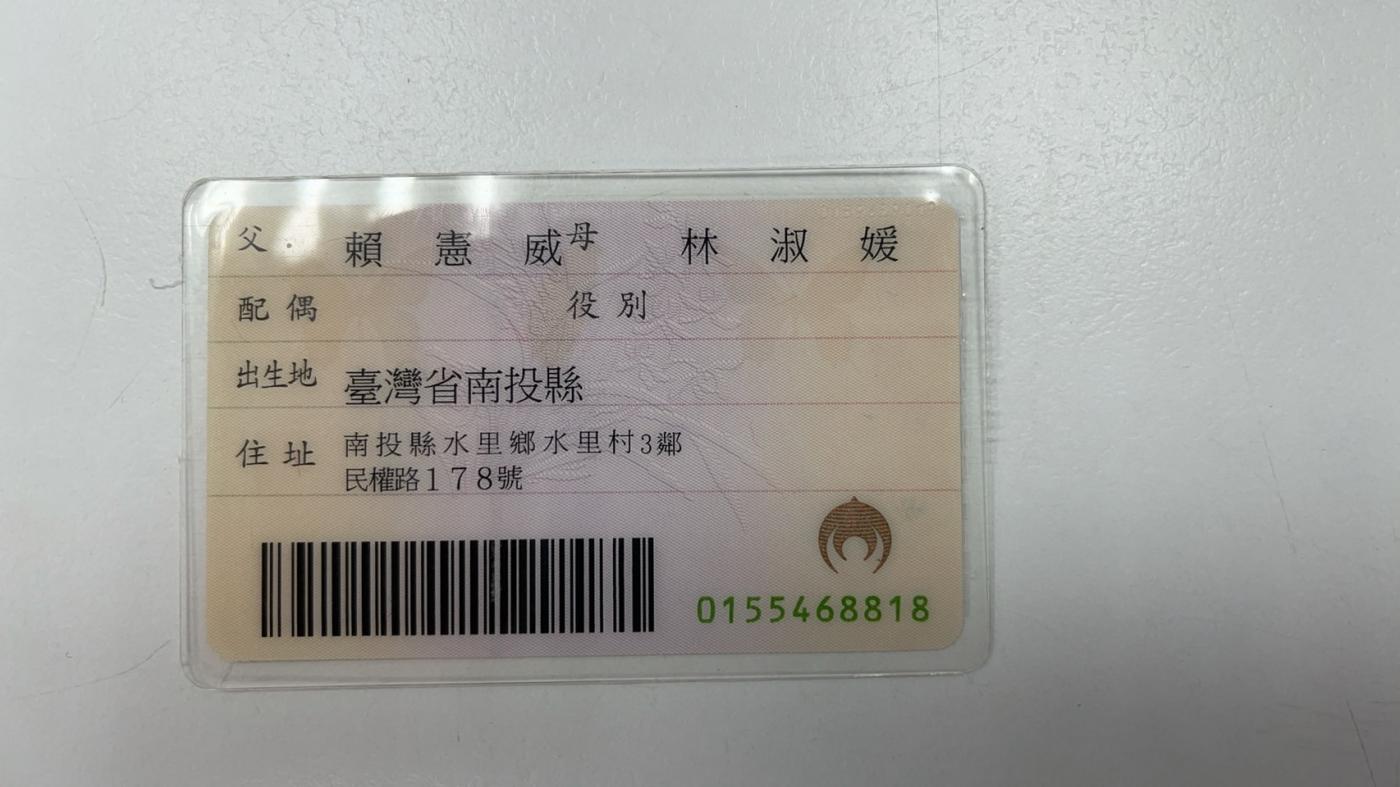 父 賴憲威 母 林淑媛
配偶 役別
出生地 臺灣省南投縣
住址 南投縣水里鄉水里村3鄰
民權路178號
0155468818